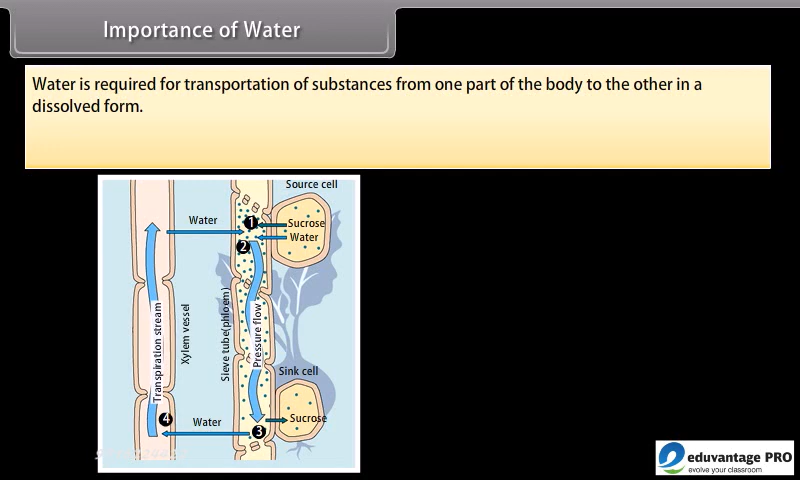 Importance of Water
Water is required for transportation of substances from one part of the body to the other in a
dissolved form.
Source cell
Water
1
Sucrose
Water
2
Transpiration stream
Xylem vessel
Sieve tube(phloem)
Pressure flow
Sink cell
4
Water
Sucrose
3
eduvantage PRO
evolve your classroom